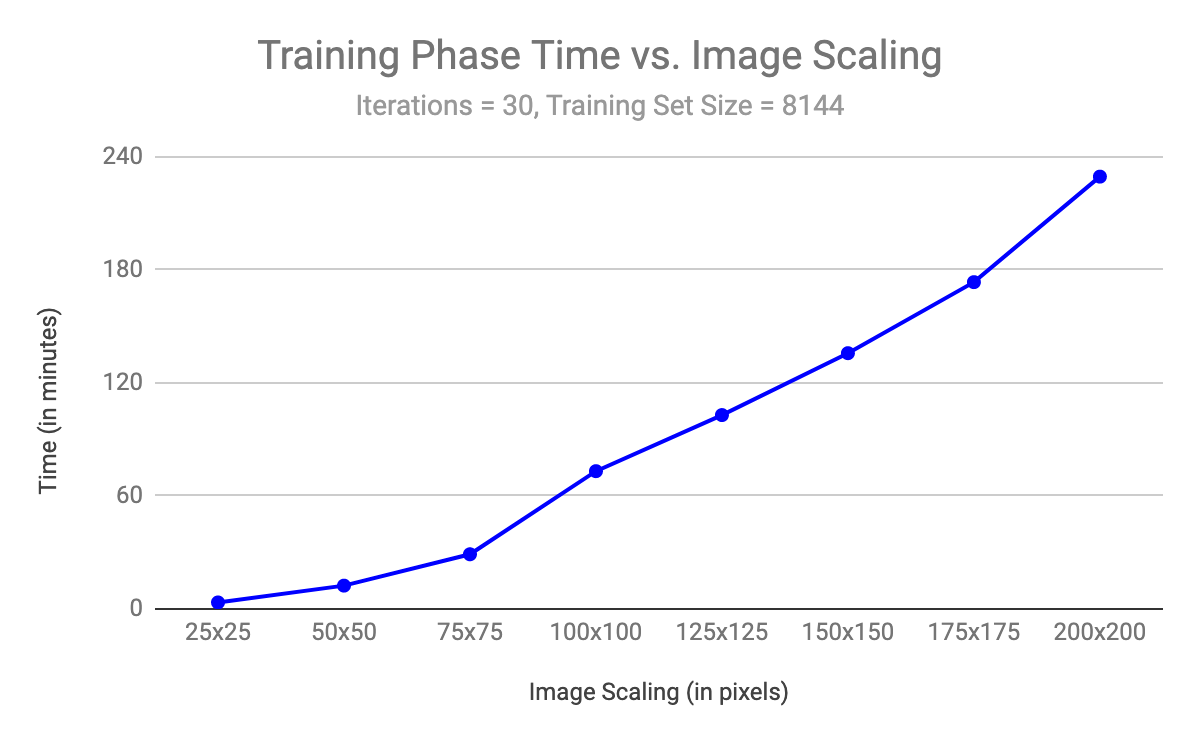 Training Phase Time vs. Image Scaling
Iterations = 30, Training Set Size = 8144
240
180
120
60
0
Time (in minutes)
25x25 50x50 75x75 100x100 125x125 150x150 175x175 200x200
Image Scaling (in pixels)